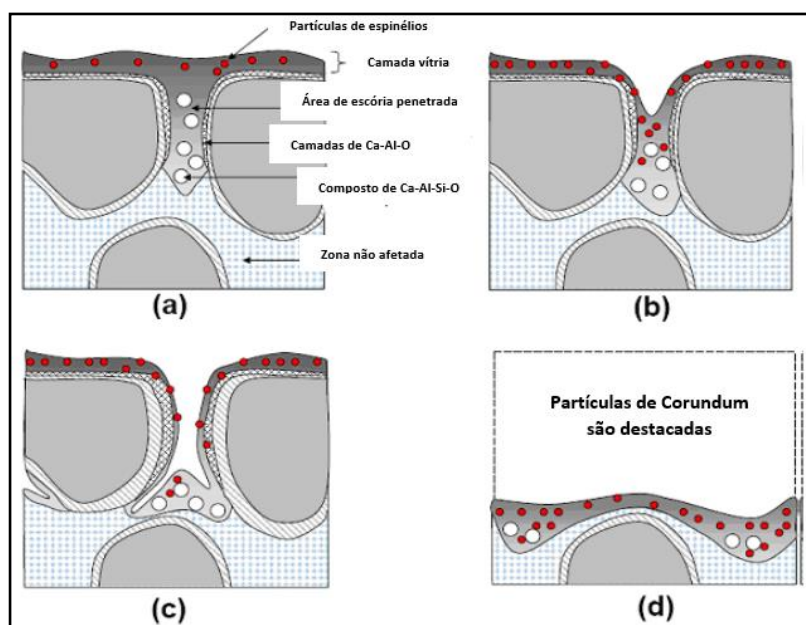 Partículas de espinélios
Camada vítria
Área de escória penetrada
Camadas de Ca-Al-O
Composto de Ca-Al-Si-O
Zona não afetada
(a)
(b)
(c)
Partículas de Corundum
são destacadas
(d)